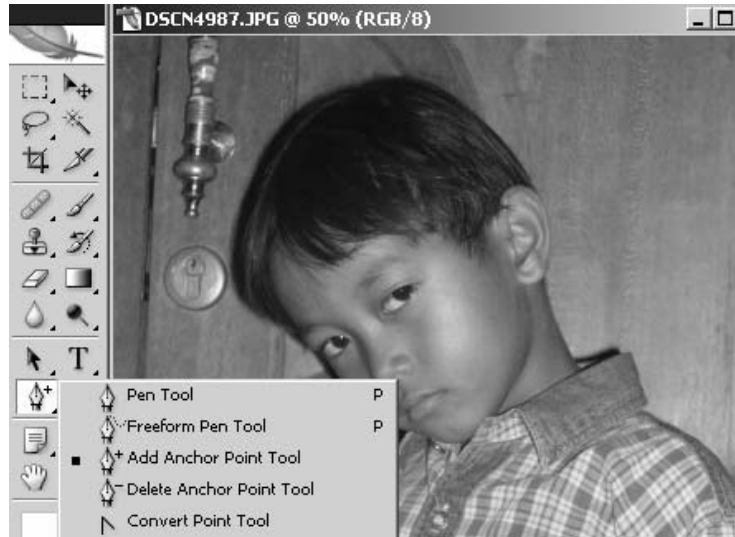 DSCN4987.JPG @ 50% (RGB/8)
T
Pen Tool P
Freeform Pen Tool P
Add Anchor Point Tool
Delete Anchor Point Tool
Convert Point Tool